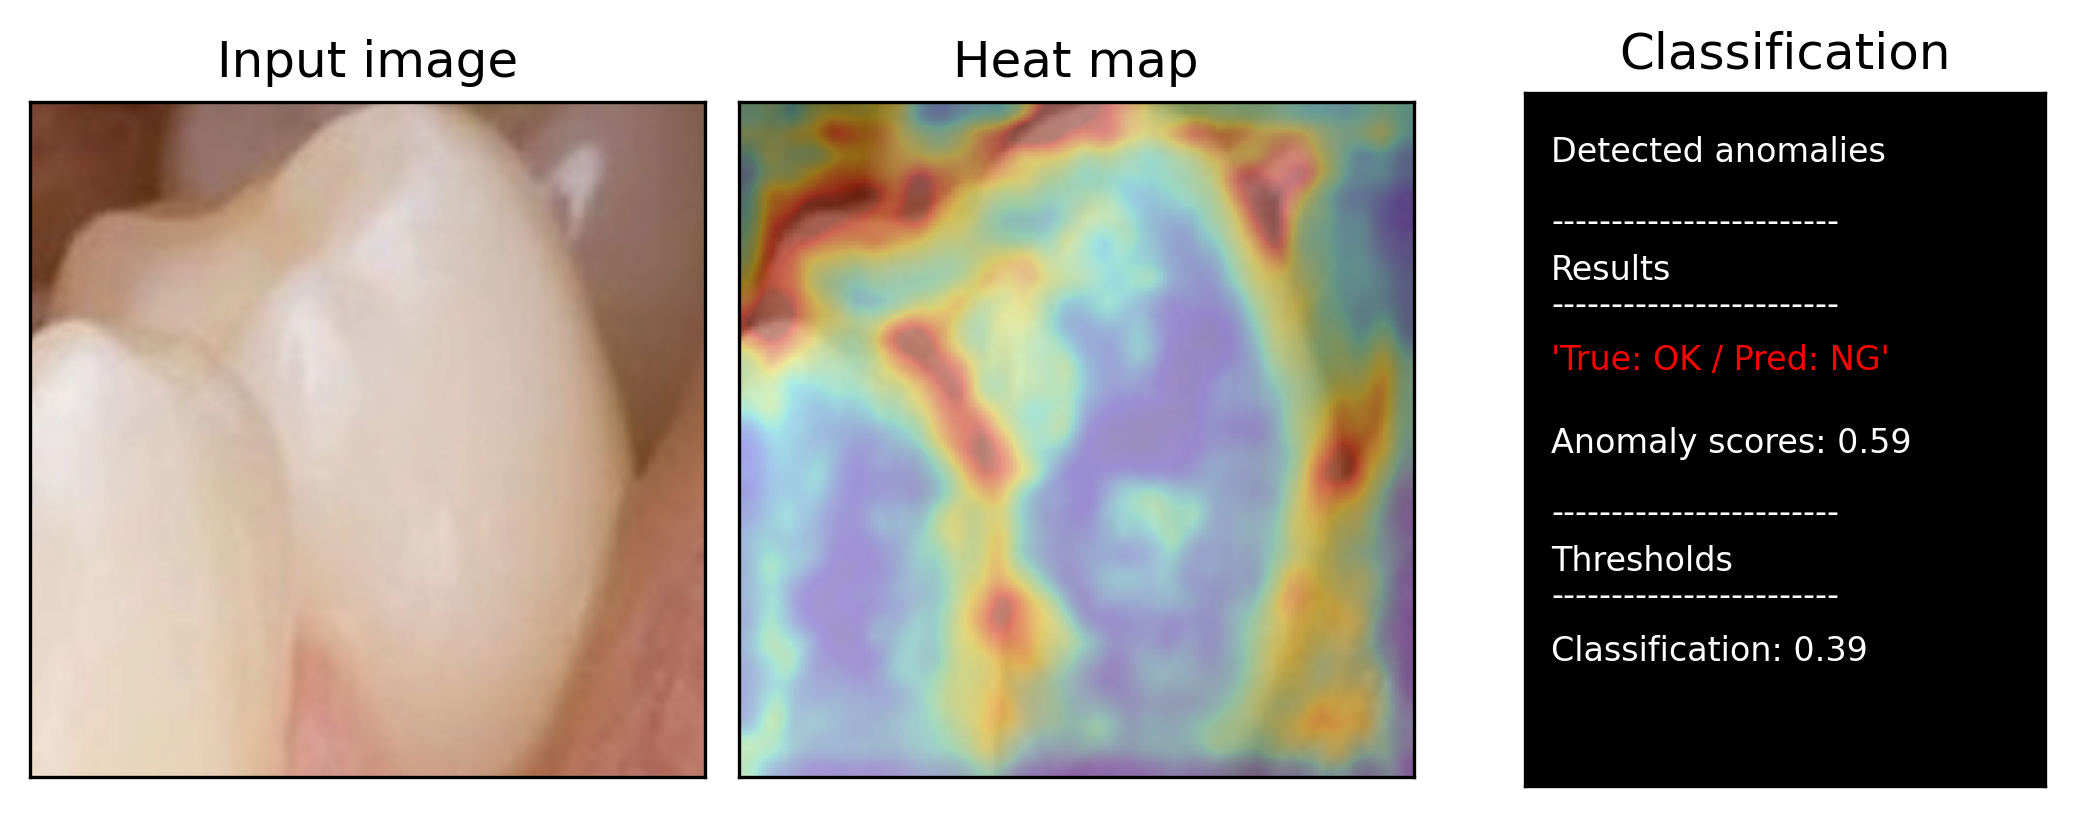 Input image
Heat map
Classification
Detected anomalies
------------------------
Results
------------------------
'True: OK / Pred: NG'
Anomaly scores: 0.59
------------------------
Thresholds
------------------------
Classification: 0.39